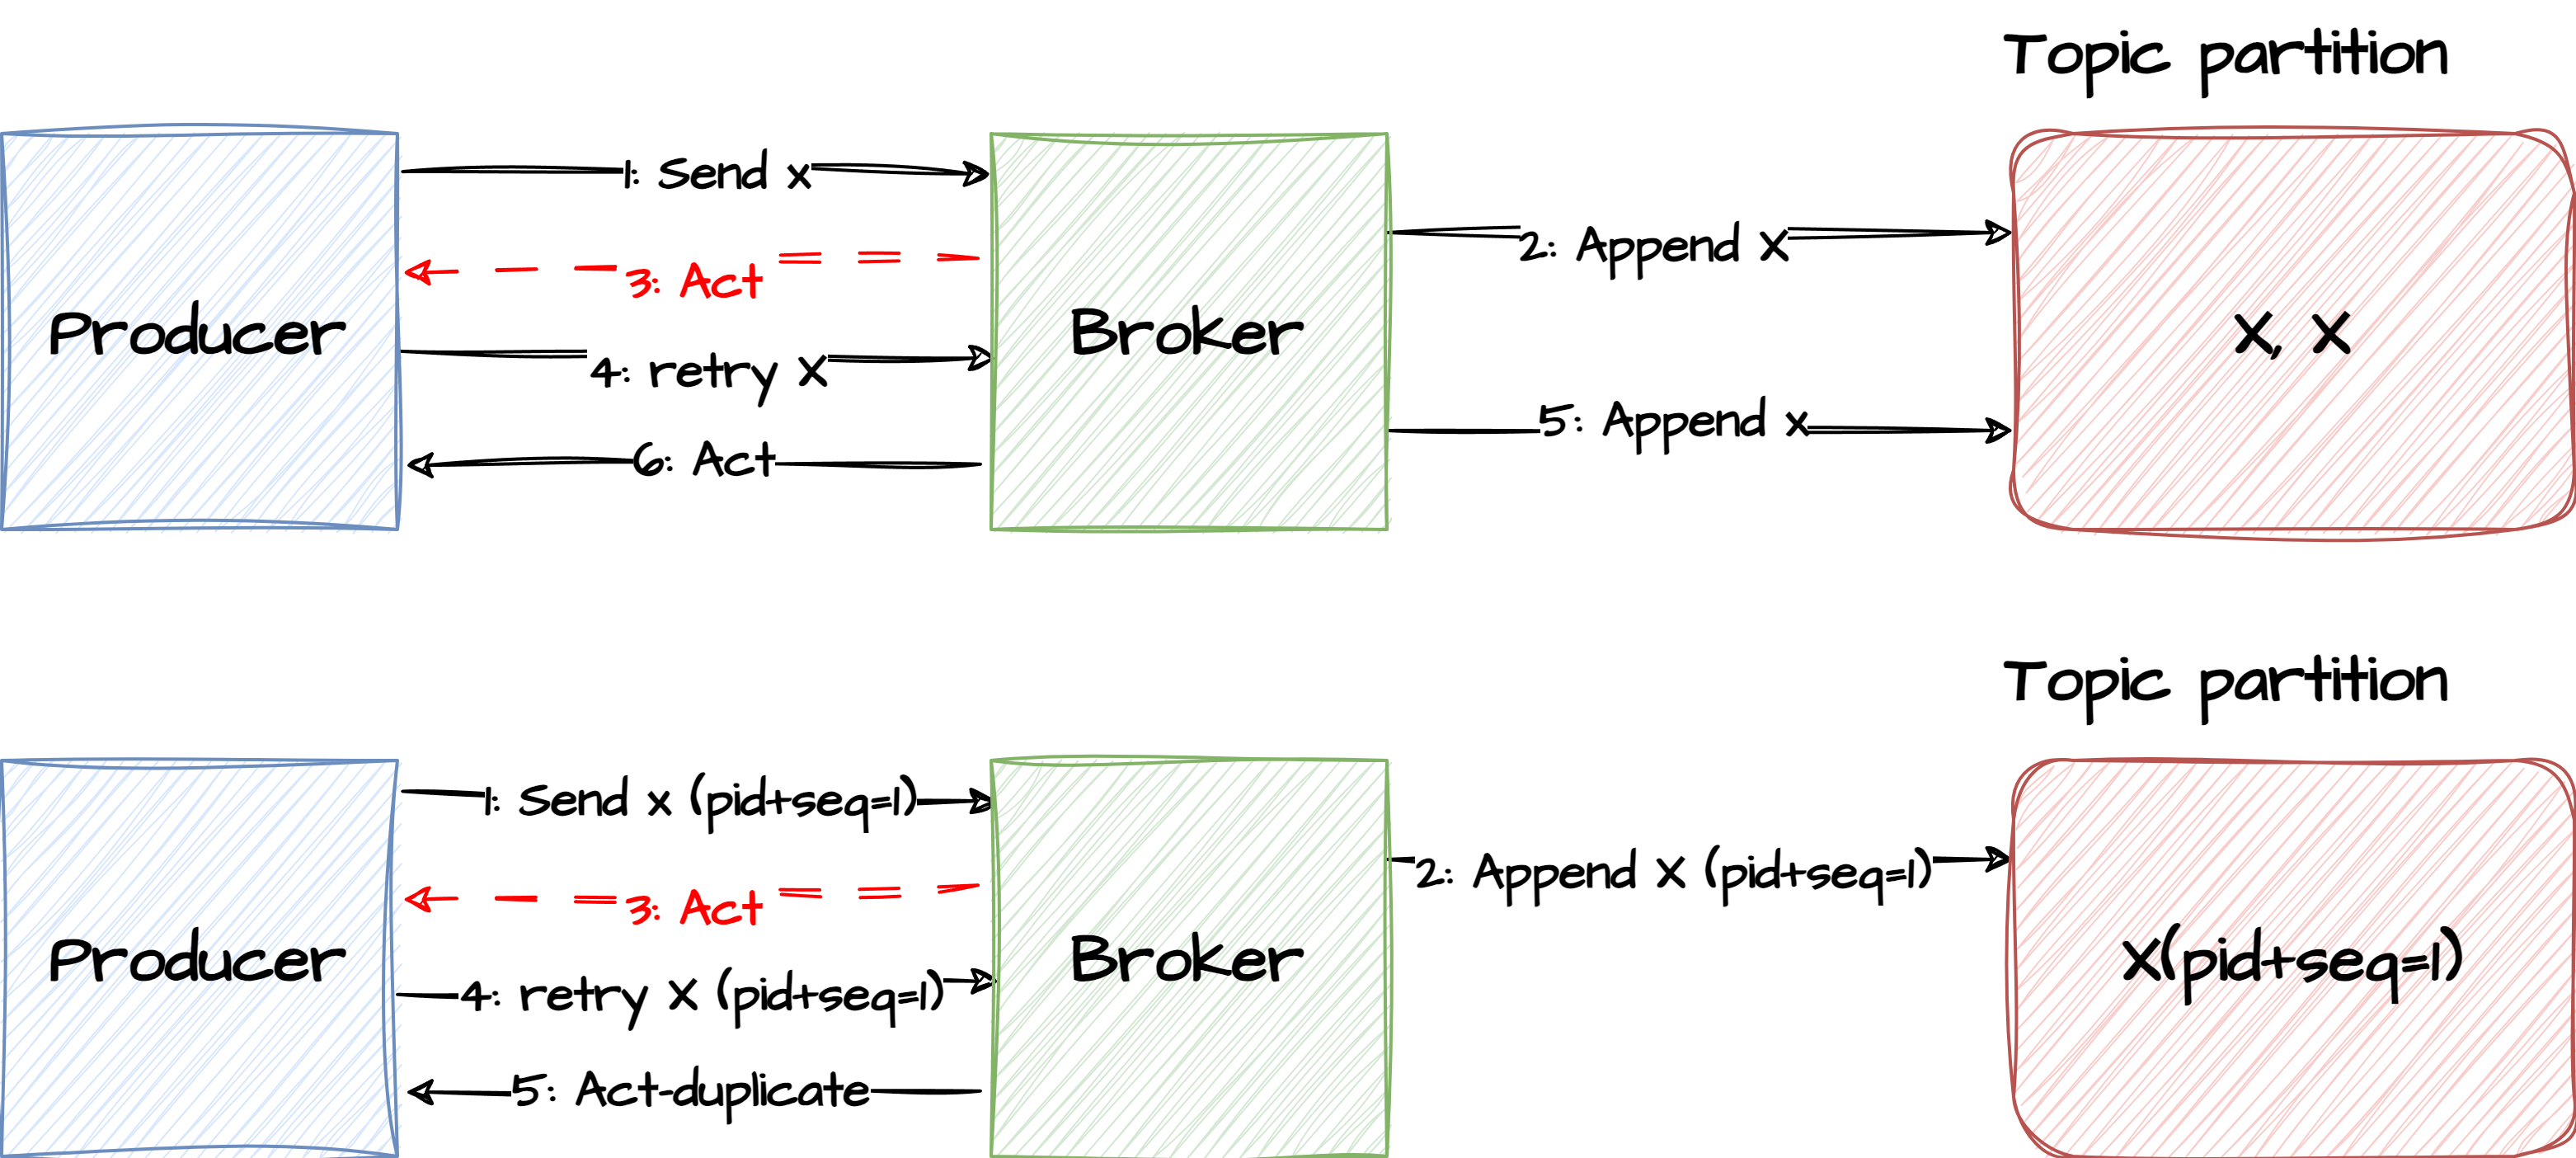 Topic partition
1: Send x
2: Append X
3: Act
Producer
Broker
X, X
4: retry X
5: Append x
6: Act
Topic partition
1: Send x (pid+seq=1)
2: Append X (pid+seq=1)
3: Act
Producer
Broker
X(pid+seq=1)
4: retry X (pid+seq=1)
5: Act-duplicate